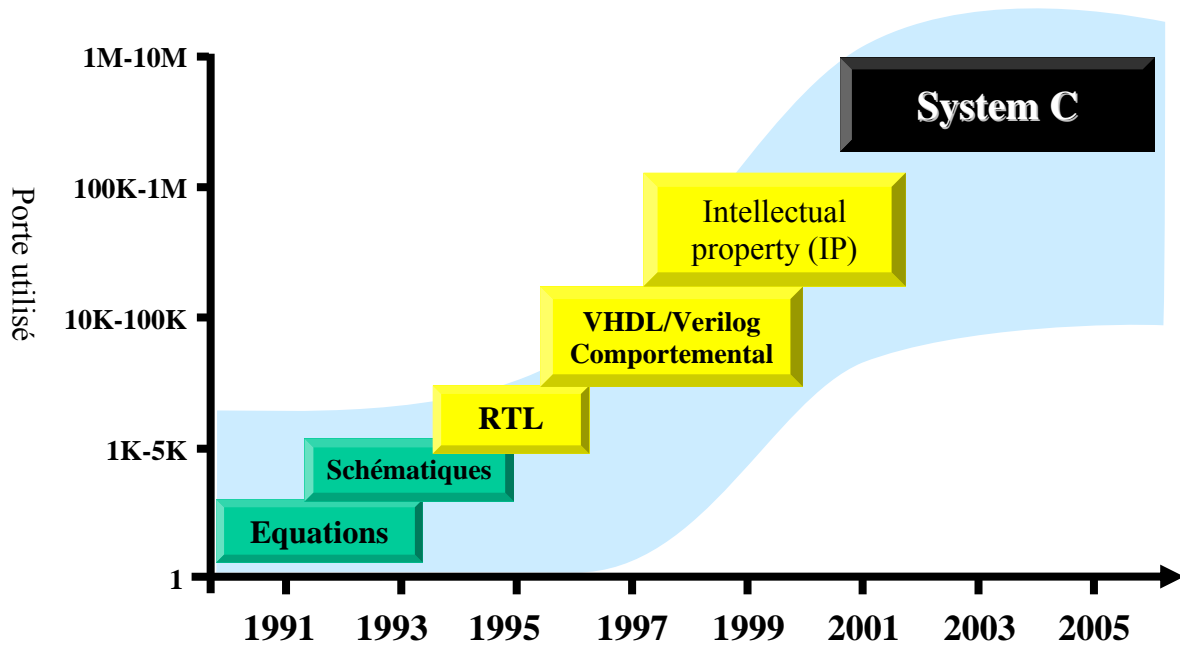 1M-10M
System C
100K-1M
Intellectual
property (IP)
Porte utilisé
10K-100K
VHDL/Verilog
Comportemental
RTL
1K-5K
Schématiques
Equations
1
1991 1993 1995 1997 1999 2001 2003 2005